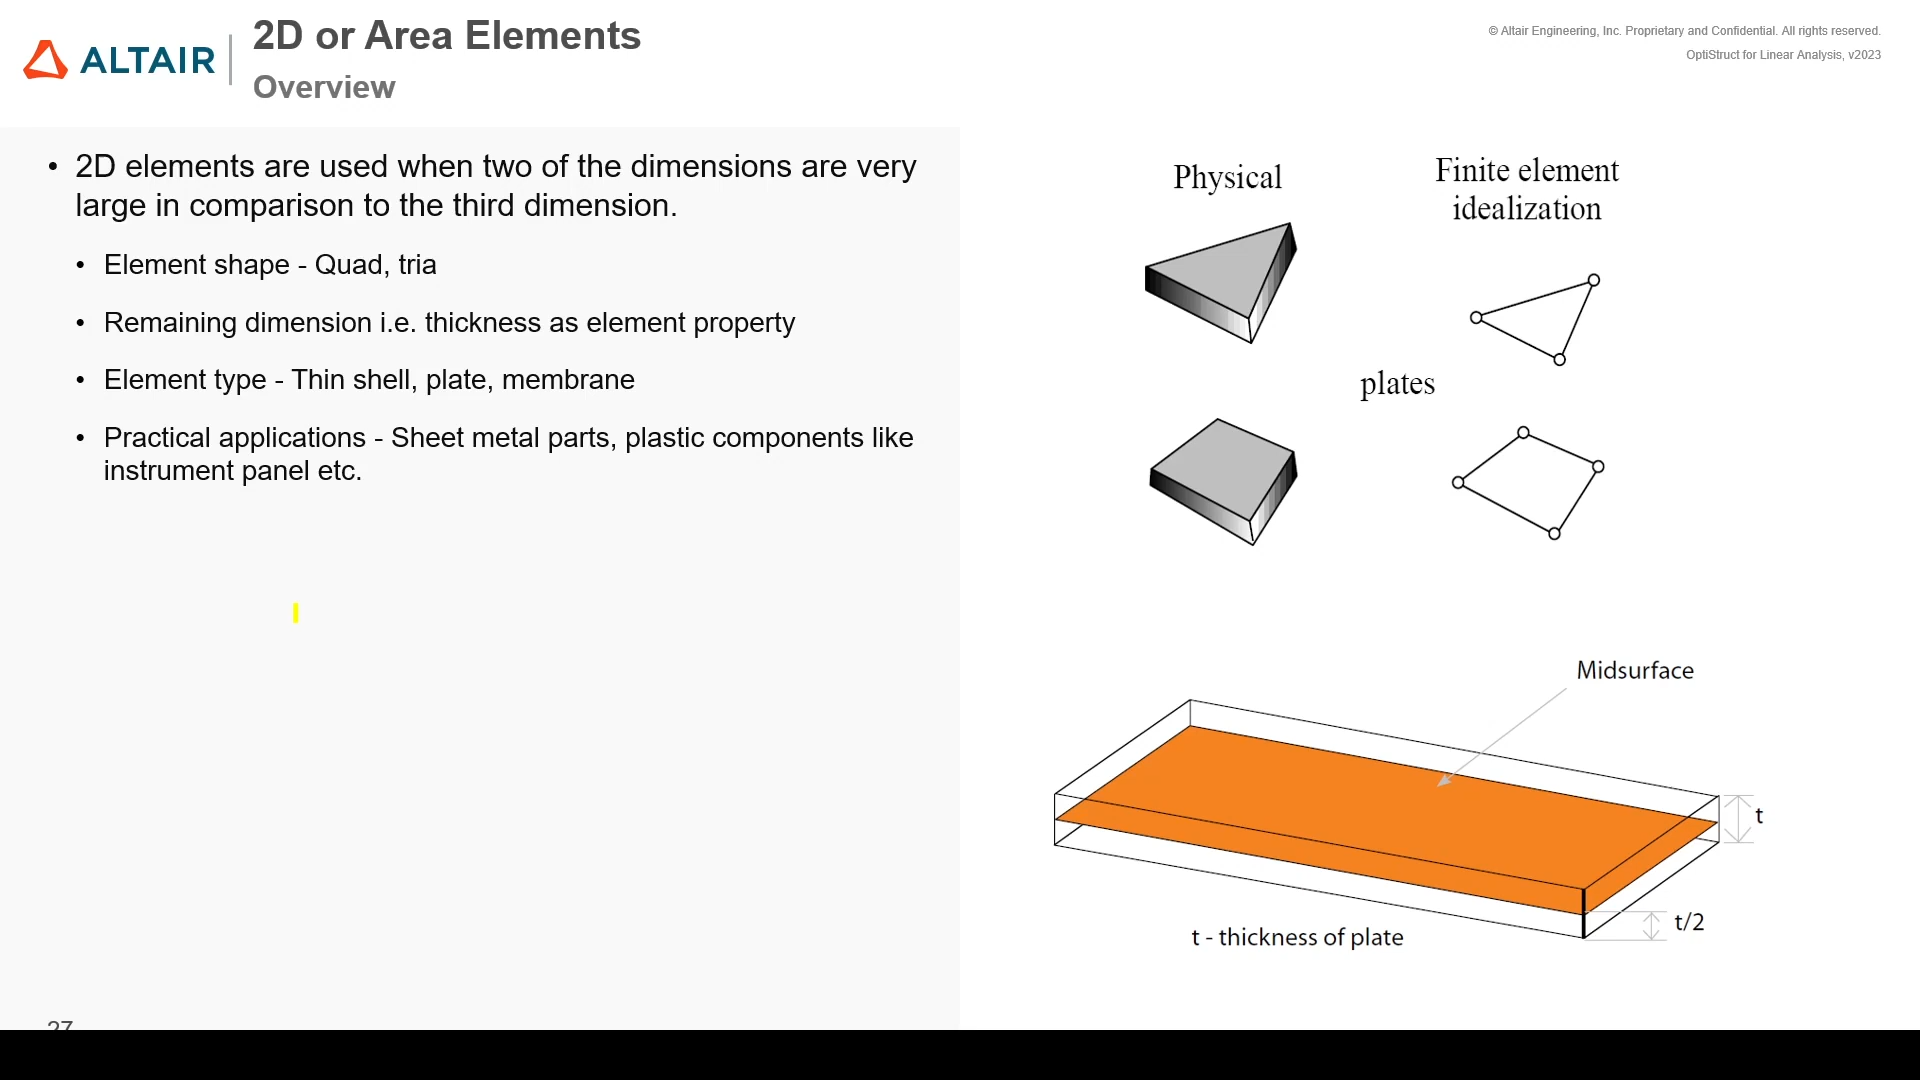 ALTAIR
2D or Area Elements
Overview
© Altair Engineering, Inc. Proprietary and Confidential. All rights reserved.
OptiStruct for Linear Analysis, v2023
• 2D elements are used when two of the dimensions are very
large in comparison to the third dimension.
• Element shape - Quad, tria
• Remaining dimension i.e. thickness as element property
• Element type - Thin shell, plate, membrane
• Practical applications - Sheet metal parts, plastic components like
instrument panel etc.
Physical
Finite element
idealization
plates
Midsurface
t
t/2
t - thickness of plate
27